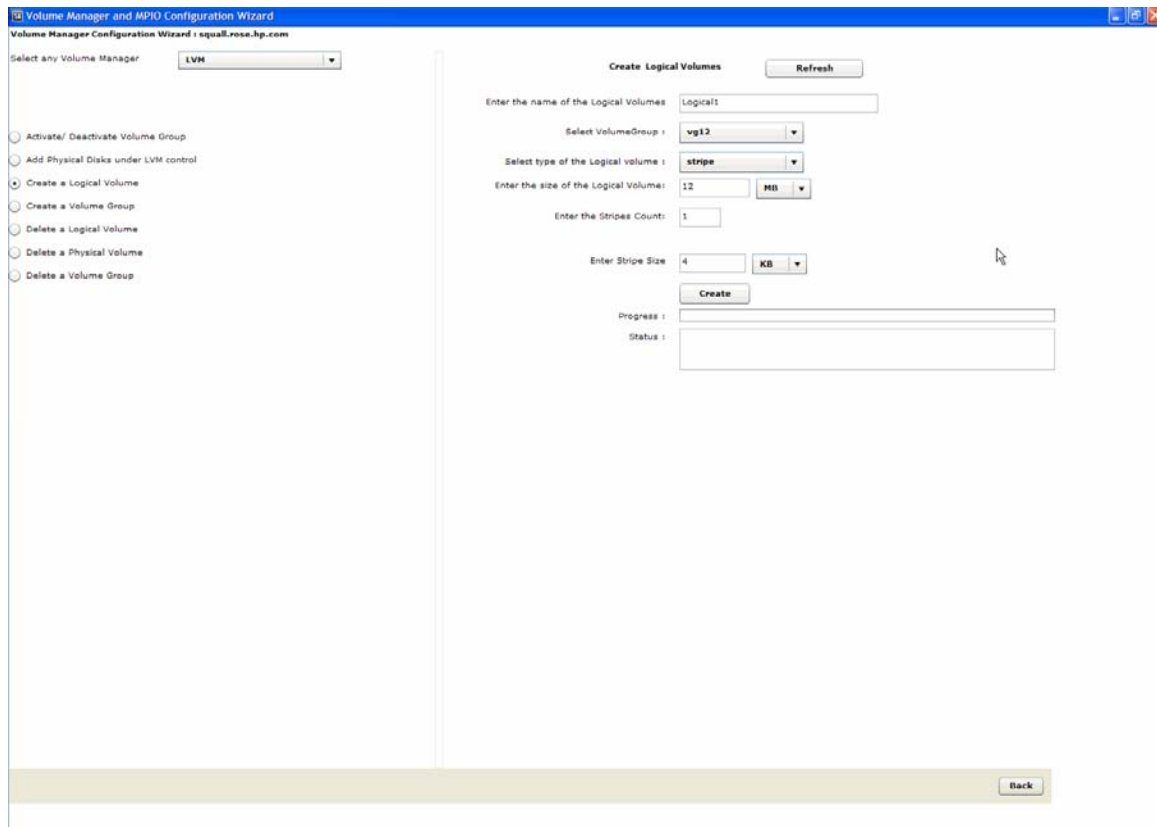 Volume Manager and MPIO Configuration Wizard
Volume Manager Configuration Wizard : squall.rose.hp.com
Select any Volume Manager
LVM
Activate/ Deactivate Volume Group
Add Physical Disks under LVM control
Create a Logical Volume
Create a Volume Group
Delete a Logical Volume
Delete a Physical Volume
Delete a Volume Group
Create Logical Volumes
Refresh
Enter the name of the Logical Volumes
Logical1
Select VolumeGroup :
vg12
Select type of the Logical volume :
stripe
Enter the size of the Logical Volume:
12
MB
Enter the Stripes Count:
1
Enter Stripe Size
4
KB
Create
Progress :
Status :
Back